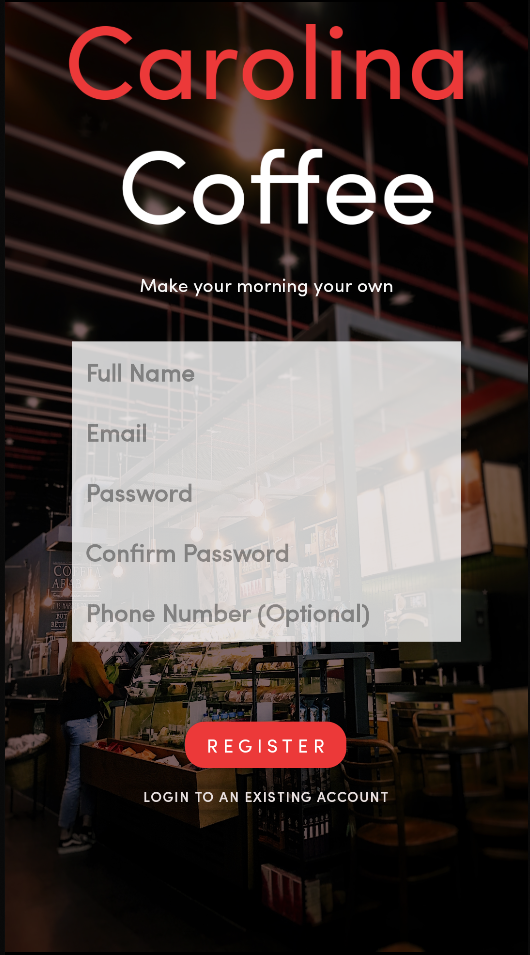 Carolina
Coffee
Make your morning your own
Full Name
Email
Password
Confirm Password
Phone Number (Optional)
REGISTER
LOGIN TO AN EXISTING ACCOUNT